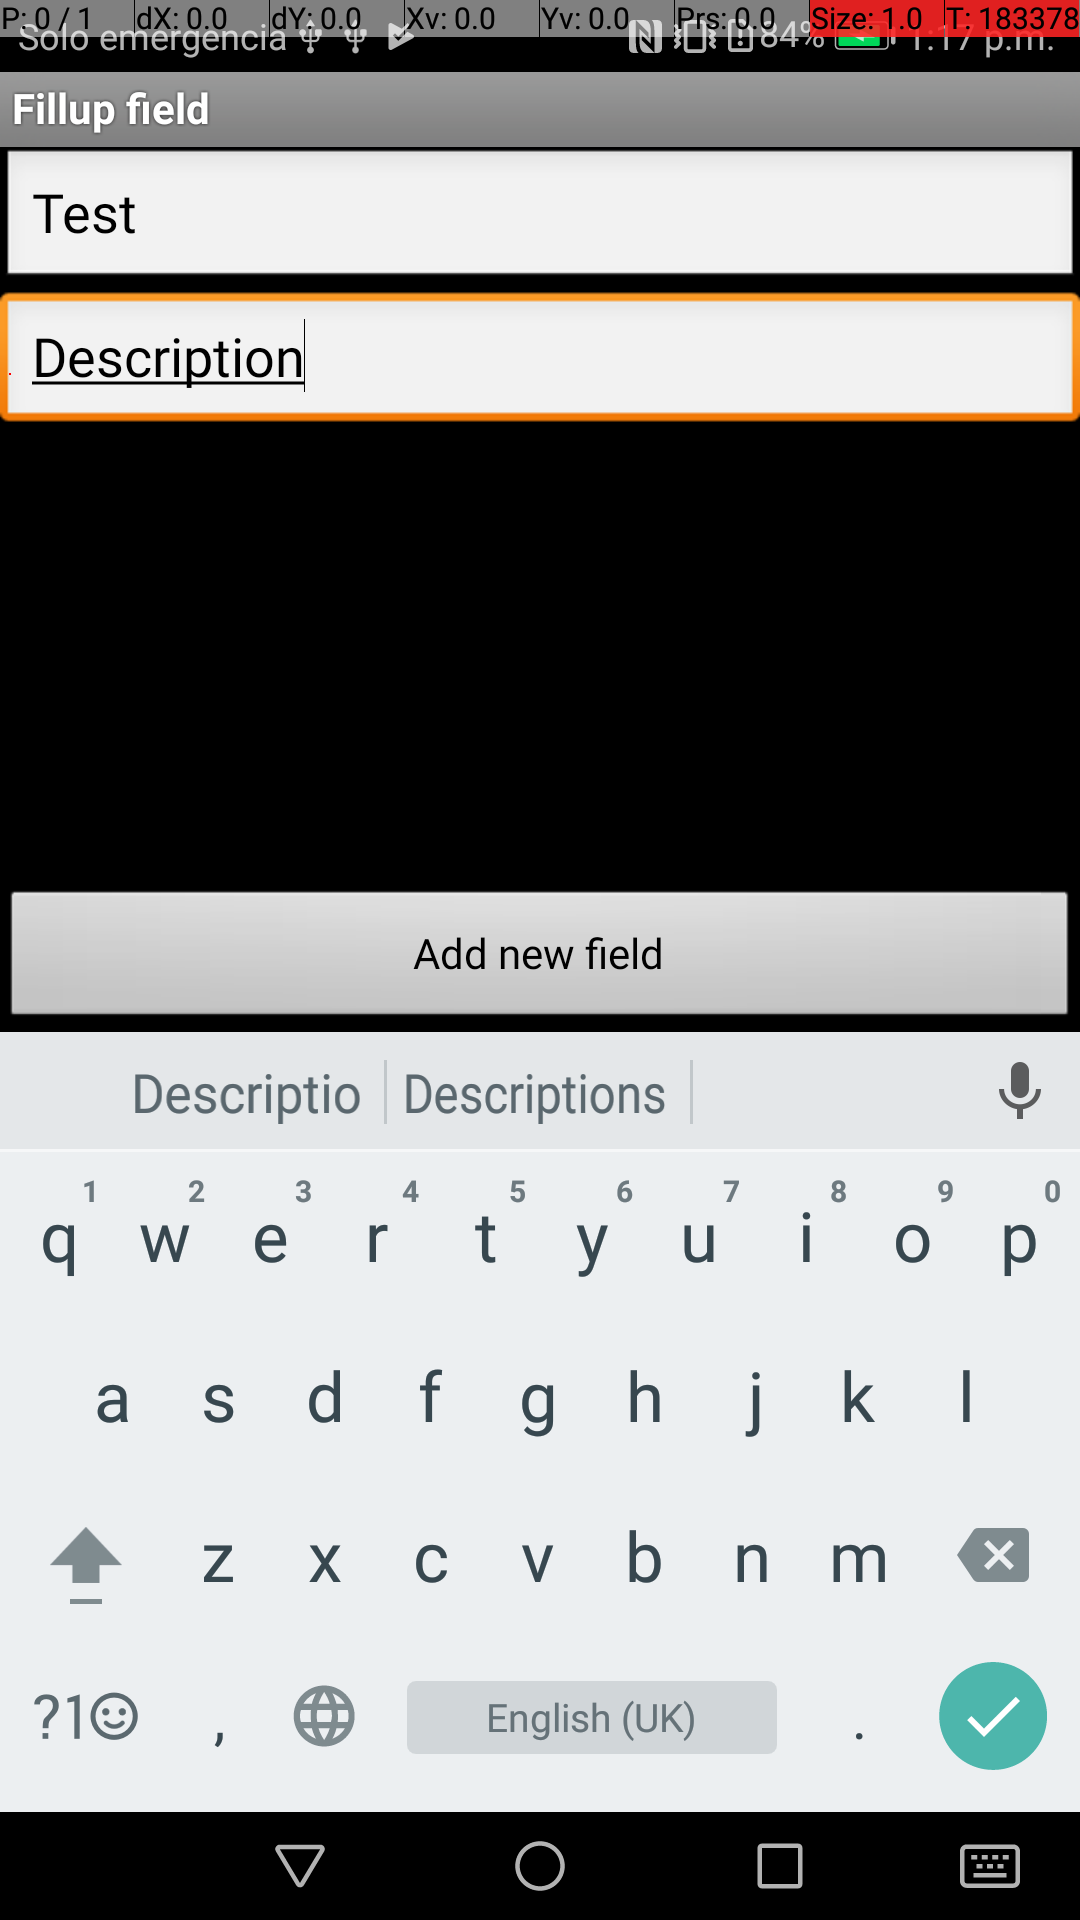 P: 0 / 1 dX: 0.0 dY: 0.0 Xv: 0.0 Yv: 0.0 Prs: 0.0 Size: 1.0 T: 183378
Solo emergencia 84% 1:17 p.m.
Fillup field
Test
Description
Add new field
Descriptio Descriptions
1 2 3 4 5 6 7 8 9 0
q w e r t y u i o p
a s d f g h j k l
z x c v b n m
?1 , English (UK) .